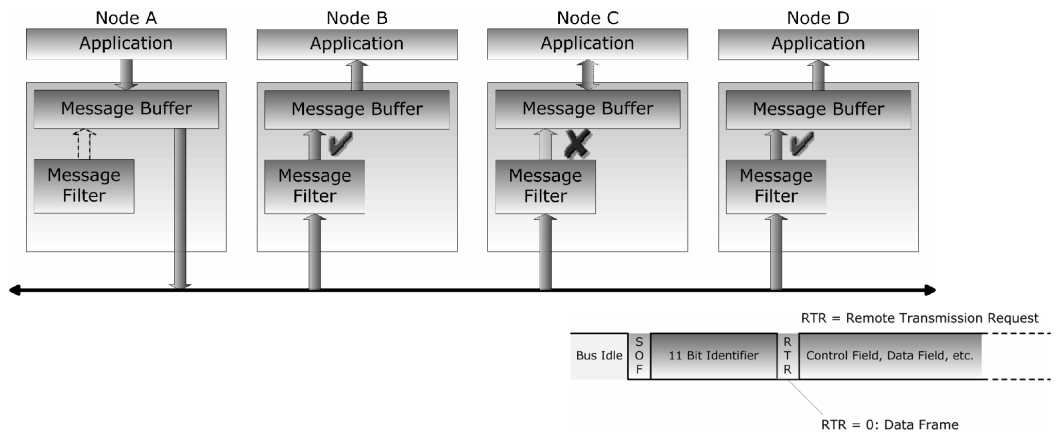 Node A
Node B
Node C
Node D
Application
Application
Application
Application
Message Buffer
Message Buffer
Message Buffer
Message Buffer
Message
Filter
Message
Filter
Message
Filter
Message
Filter
RTR = Remote Transmission Request
Bus Idle
S
O
F
11 Bit Identifier
R
T
R
Control Field, Data Field, etc.
RTR = 0: Data Frame